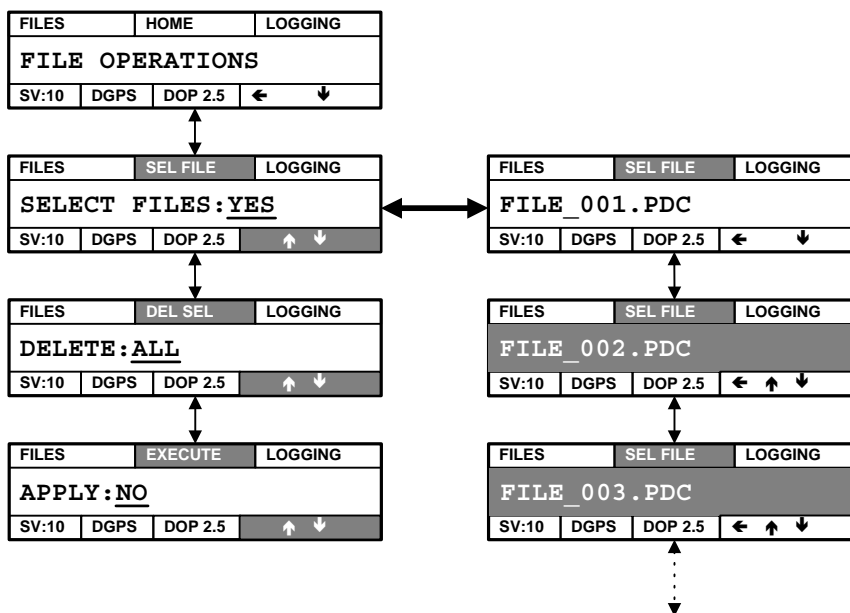 FILES HOME LOGGING
FILE OPERATIONS
SV:10 DGPS DOP 2.5 ← ↓
FILES SEL FILE LOGGING
SELECT FILES:YES
SV:10 DGPS DOP 2.5 ↑ ↓
FILES DEL SEL LOGGING
DELETE:ALL
SV:10 DGPS DOP 2.5 ↑ ↓
FILES EXECUTE LOGGING
APPLY:NO
SV:10 DGPS DOP 2.5 ↑ ↓
FILES SEL FILE LOGGING
FILE_001.PDC
SV:10 DGPS DOP 2.5 ← ↓
FILES SEL FILE LOGGING
FILE_002.PDC
SV:10 DGPS DOP 2.5 ← ↑ ↓
FILES SEL FILE LOGGING
FILE_003.PDC
SV:10 DGPS DOP 2.5 ← ↑ ↓